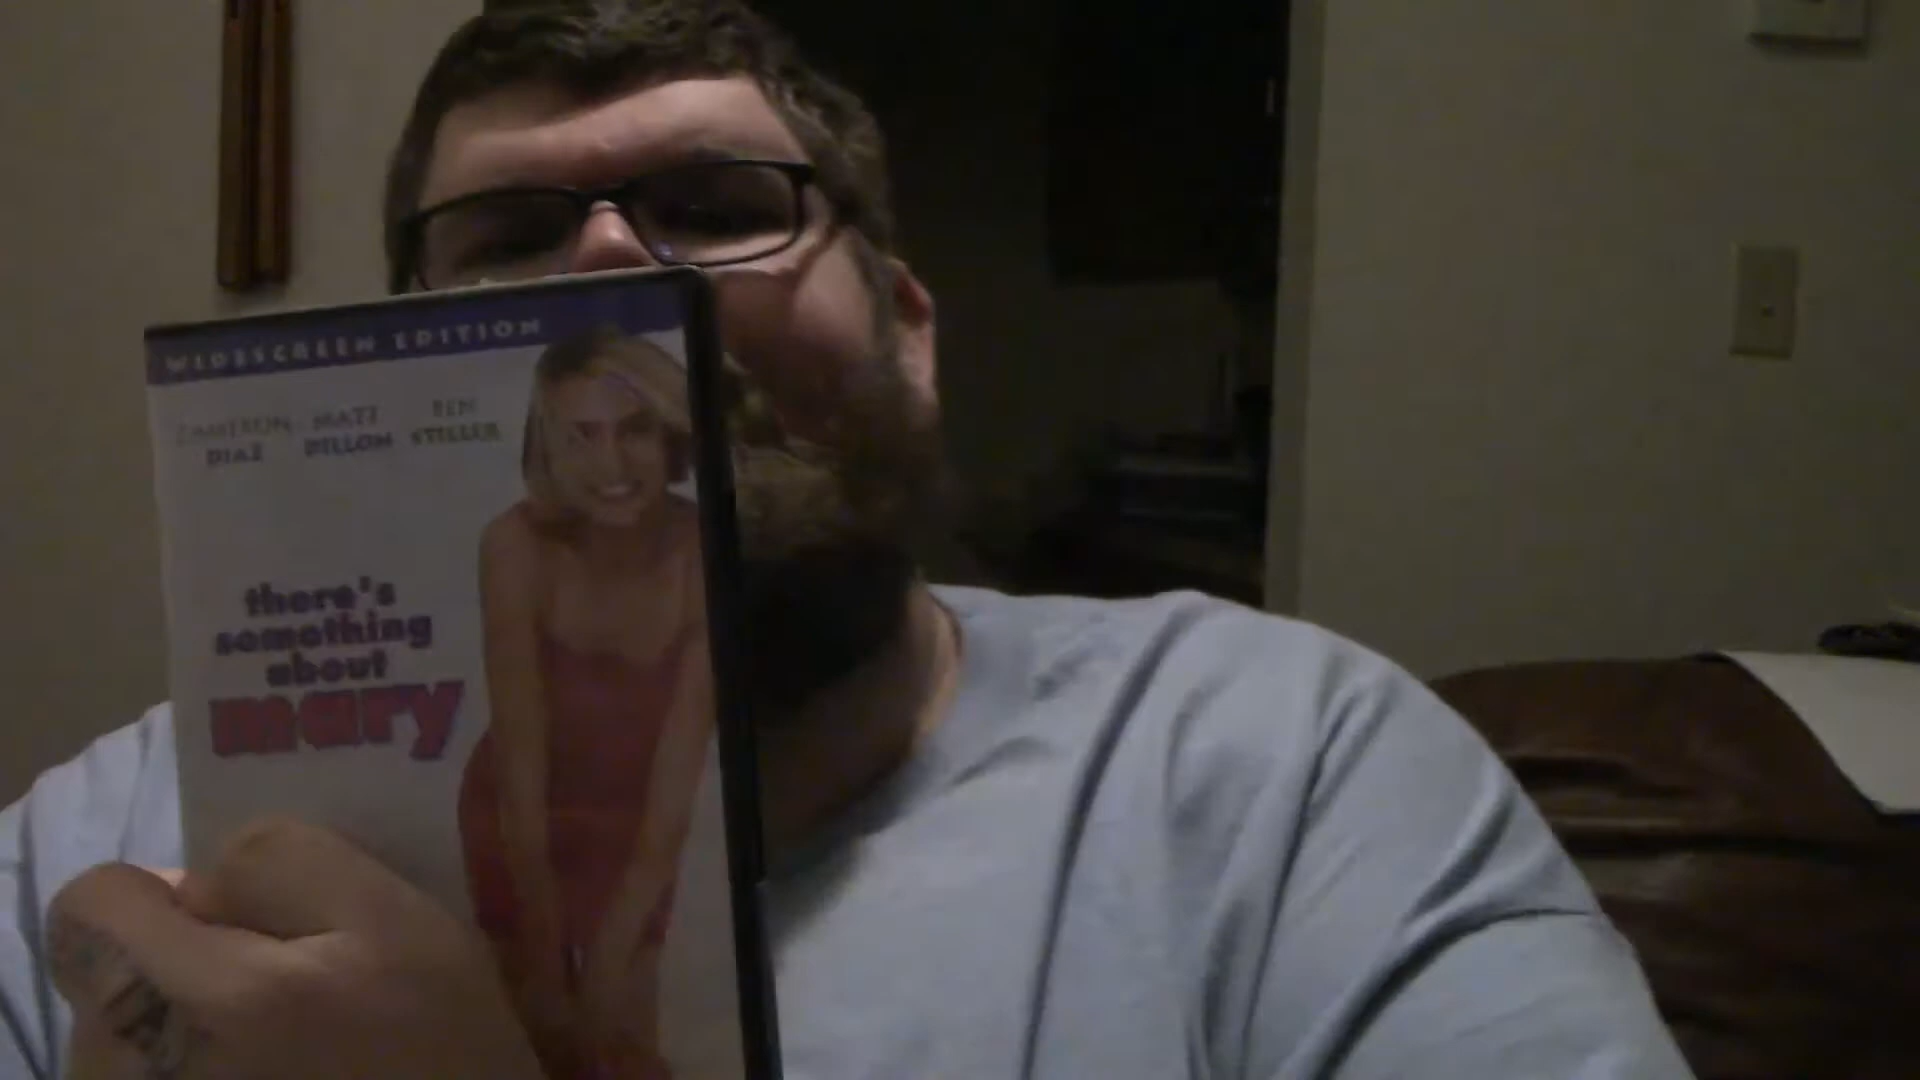 WIDESCREEN EDITION
CAMERON MATT BEN
DIAZ DILLON STILLER
there's
something
about
mary